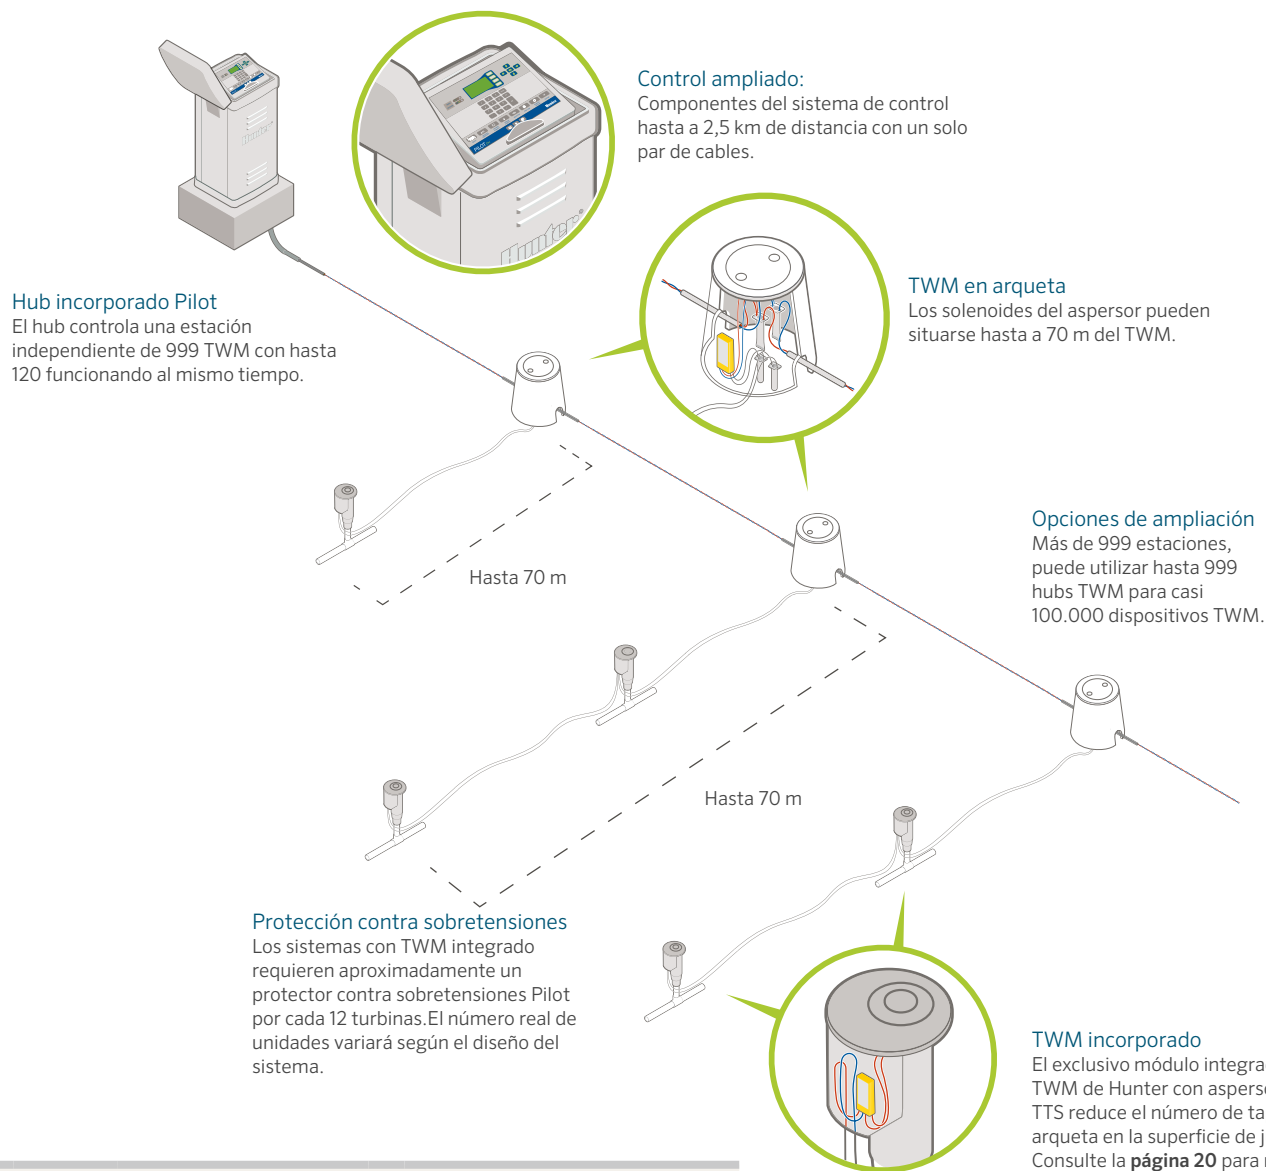 Control ampliado:
Componentes del sistema de control
hasta a 2,5 km de distancia con un solo
par de cables.
Hunter
PILOT
TWM en arqueta
Los solenoides del aspersor pueden
situarse hasta a 70 m del TWM.
Hub incorporado Pilot
El hub controla una estación
independiente de 999 TWM con hasta
120 funcionando al mismo tiempo.
Opciones de ampliación
Más de 999 estaciones,
puede utilizar hasta 999
hubs TWM para casi
100.000 dispositivos TWM.
Hasta 70 m
Hasta 70 m
Protección contra sobretensiones
Los sistemas con TWM integrado
requieren aproximadamente un
protector contra sobretensiones Pilot
por cada 12 turbinas.El número real de
unidades variará según el diseño del
sistema.
TWM incorporado
El exclusivo módulo
TWM de Hunter con
TTS reduce el número de
arqueta en la superficie de
Consulte la página 20 para